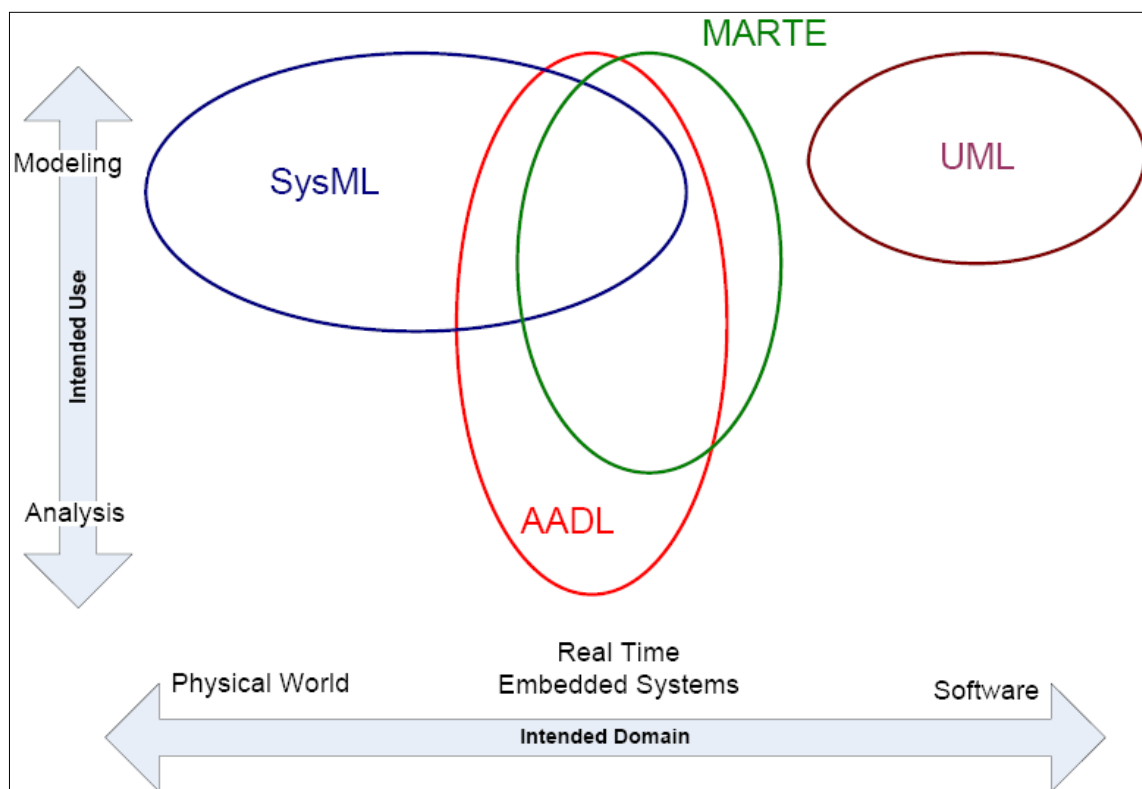 MARTE
Modeling
SysML
UML
Intended Use
Analysis
AADL
Real Time
Physical World
Embedded Systems
Software
Intended Domain